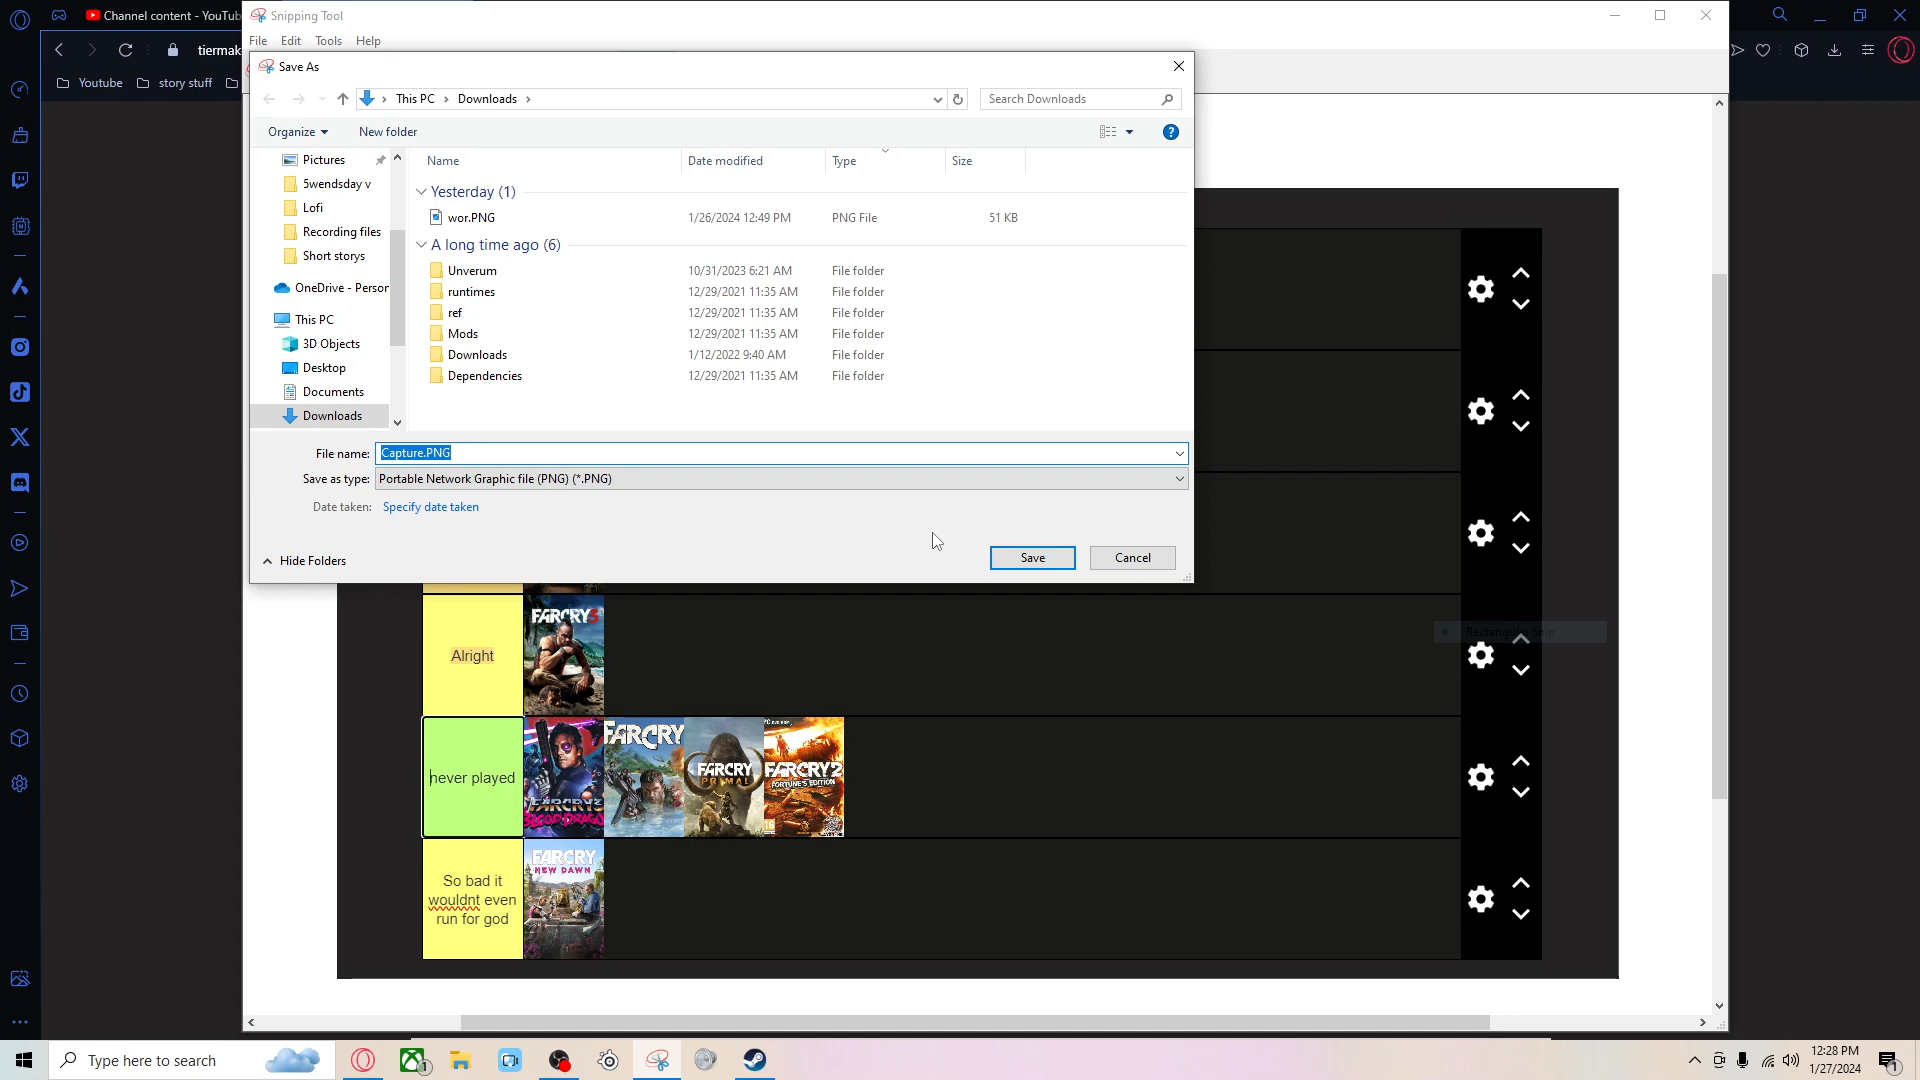 Channel content - YouTub
Snipping Tool
File Edit Tools Help
tiermak
Youtube story stuff
Save As
This PC Downloads
Search Downloads
Organize New folder
Name Date modified Type Size
Pictures
5wendsday v
Lofi
Recording files
Short storys
OneDrive - Person
This PC
3D Objects
Desktop
Documents
Downloads
Yesterday (1)
wor.PNG 1/26/2024 12:49 PM PNG File 51 KB
A long time ago (6)
Unverum 10/31/2023 6:21 AM File folder
runtimes 12/29/2021 11:35 AM File folder
ref 12/29/2021 11:35 AM File folder
Mods 12/29/2021 11:35 AM File folder
Downloads 1/12/2022 9:40 AM File folder
Dependencies 12/29/2021 11:35 AM File folder
File name: Capture.PNG
Save as type: Portable Network Graphic file (PNG) (*.PNG)
Date taken: Specify date taken
Hide Folders
Save Cancel
Rectangular Snip
Alright
FARCRY3
never played
FARCRY3
BLOOD DRAGON
FARCRY
FARCRY
PRIMAL
FARCRY2
FORTUNE'S EDITION
So bad it
wouldnt even
run for god
FARCRY
NEW DAWN
Type here to search
12:28 PM
1/27/2024